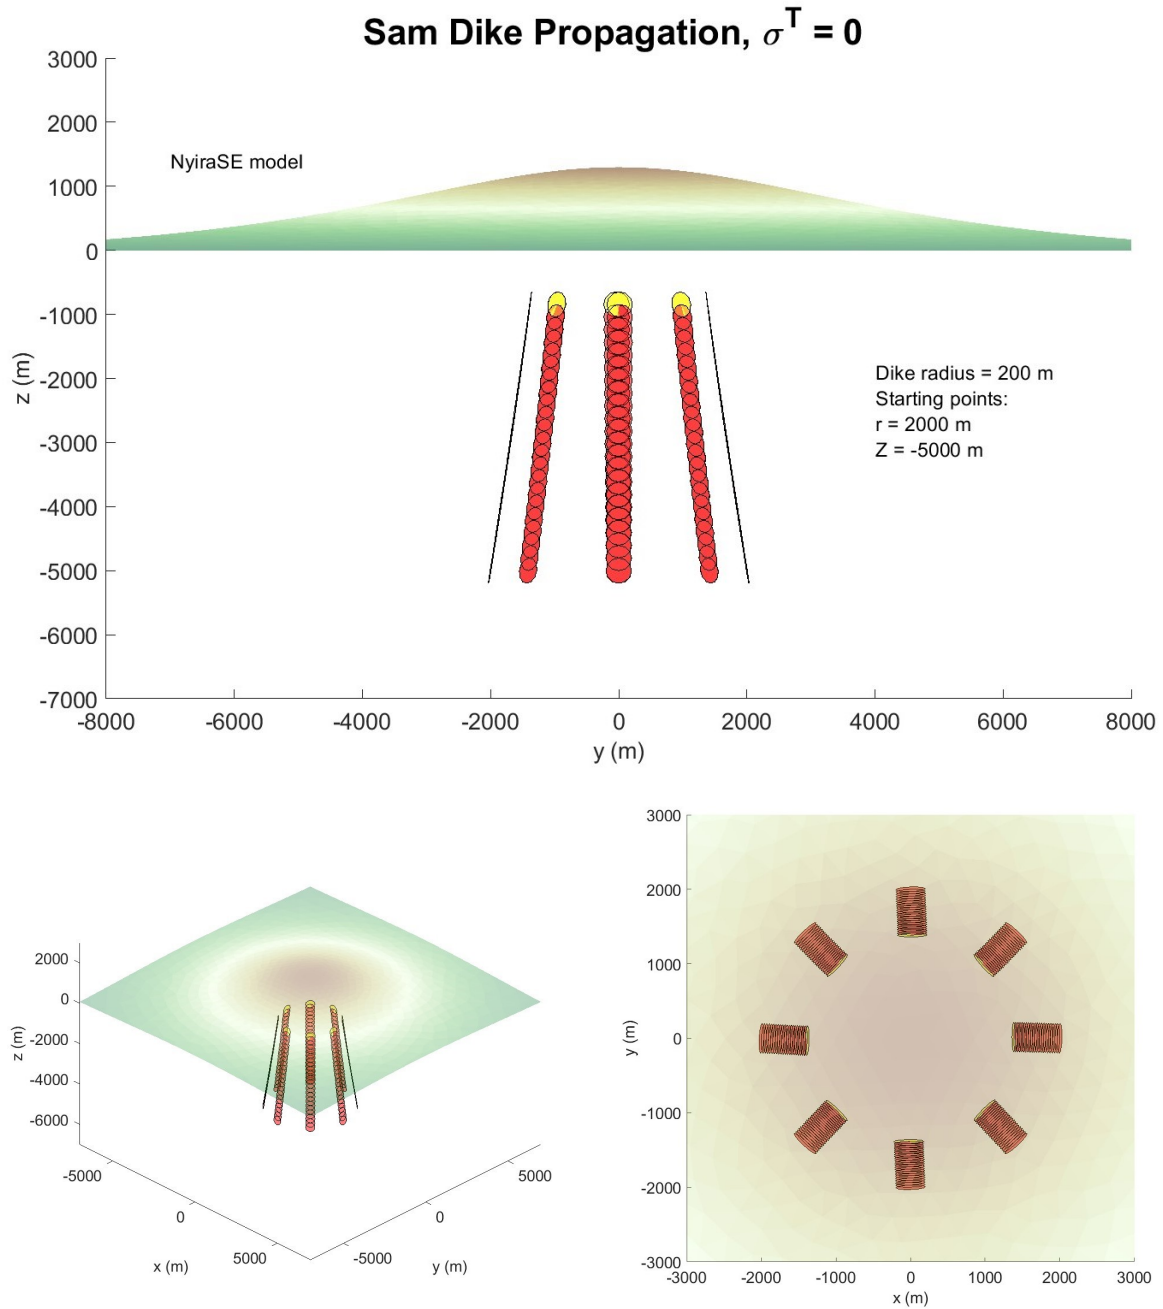 Sam Dike Propagation, σᵀ = 0
3000
2000
1000
0
-1000
-2000
-3000
-4000
-5000
-6000
-7000
z (m)
NyiraSE model
Dike radius = 200 m
Starting points:
r = 2000 m
Z = -5000 m
-8000 -6000 -4000 -2000 0 2000 4000 6000 8000
y (m)
2000
0
-2000
-4000
-6000
z (m)
-5000
0
5000
x (m)
-5000
0
5000
y (m)
3000
2000
1000
0
-1000
-2000
-3000
y (m)
-3000 -2000 -1000 0 1000 2000 3000
x (m)